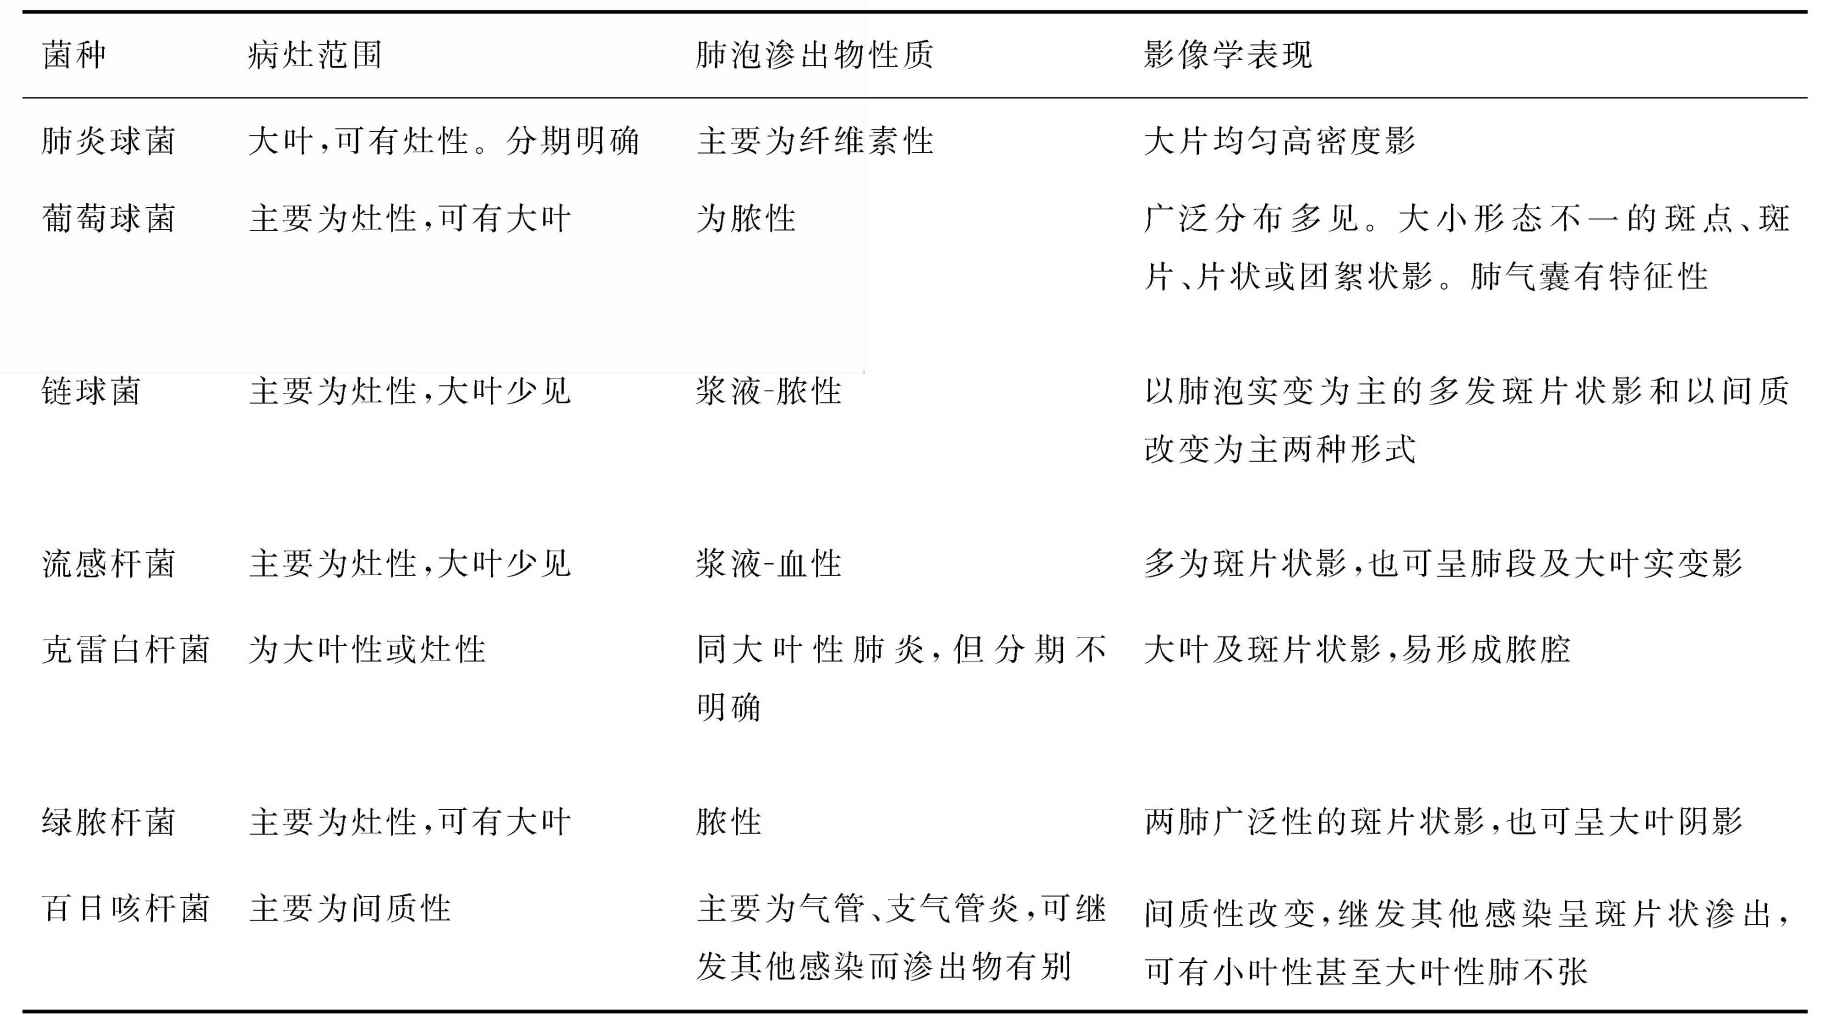 菌种 病灶范围 肺泡渗出物性质 影像学表现
肺炎球菌 大叶,可有灶性。分期明确 主要为纤维素性 大片均匀高密度影
葡萄球菌 主要为灶性,可有大叶 为脓性 广泛分布多见。大小形态不一的斑点、斑
片、片状或团絮状影。肺气囊有特征性
链球菌 主要为灶性,大叶少见 浆液-脓性 以肺泡实变为主的多发斑片状影和以间质
改变为主两种形式
流感杆菌 主要为灶性,大叶少见 浆液-血性 多为斑片状影,也可呈肺段及大叶实变影
克雷白杆菌 为大叶性或灶性 同大叶性肺炎,但分期不 大叶及斑片状影,易形成脓腔
明确
绿脓杆菌 主要为灶性,可有大叶 脓性 两肺广泛性的斑片状影,也可呈大叶阴影
百日咳杆菌 主要为间质性 主要为气管、支气管炎,可继 间质性改变,继发其他感染呈斑片状渗出,
发其他感染而渗出物有别 可有小叶性甚至大叶性肺不张